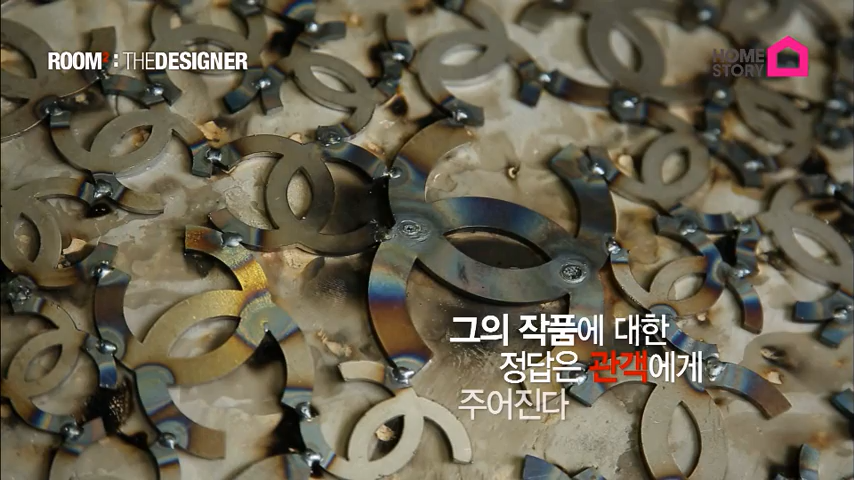 ROOM²:THEDESIGNER
HOME
STORY
그의 작품에 대한
정답은 관객에게
주어진다